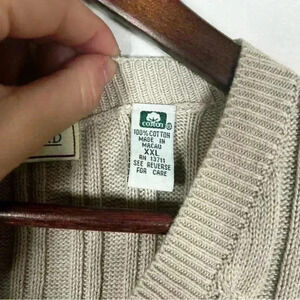 COTTON
100% COTTON
MADE IN
MACAU
XXL
RN 13711
SEE REVERSE
FOR CARE